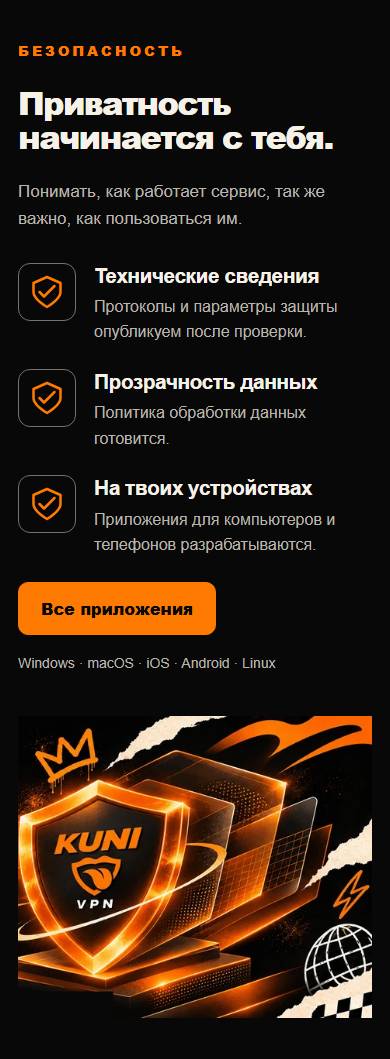 БЕЗОПАСНОСТЬ
Приватность
начинается с тебя.
Понимать, как работает сервис, так же
важно, как пользоваться им.
Технические сведения
Протоколы и параметры защиты
опубликуем после проверки.
Прозрачность данных
Политика обработки данных
готовится.
На твоих устройствах
Приложения для компьютеров и
телефонов разрабатываются.
Все приложения
Windows · macOS · iOS · Android · Linux
KUNI
VPN